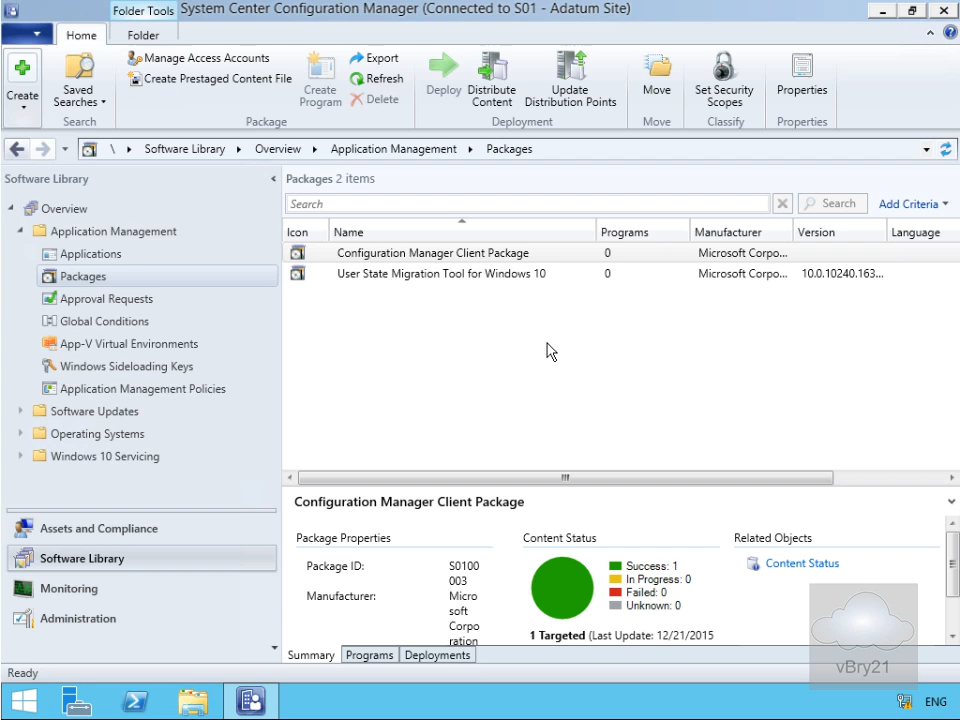 Folder Tools
System Center Configuration Manager (Connected to S01 - Adatum Site)
Home
Folder
Create
Saved Searches
Search
Manage Access Accounts
Create Prestaged Content File
Create Program
Export
Refresh
Delete
Package
Deploy
Distribute Content
Update Distribution Points
Deployment
Move
Move
Set Security Scopes
Classify
Properties
Properties
\ Software Library Overview Application Management Packages
Software Library
Overview
Application Management
Applications
Packages
Approval Requests
Global Conditions
App-V Virtual Environments
Windows Sideloading Keys
Application Management Policies
Software Updates
Operating Systems
Windows 10 Servicing
Assets and Compliance
Software Library
Monitoring
Administration
Packages 2 items
Search
Search
Add Criteria
Icon Name Programs Manufacturer Version Language
Configuration Manager Client Package 0 Microsoft Corpo...
User State Migration Tool for Windows 10 0 Microsoft Corpo... 10.0.10240.163...
Configuration Manager Client Package
Package Properties
Package ID: S0100
003
Manufacturer: Micro
soft
Corpo
ration
Content Status
Success: 1
In Progress: 0
Failed: 0
Unknown: 0
1 Targeted (Last Update: 12/21/2015
Related Objects
Content Status
vBry21
Summary Programs Deployments
Ready
ENG